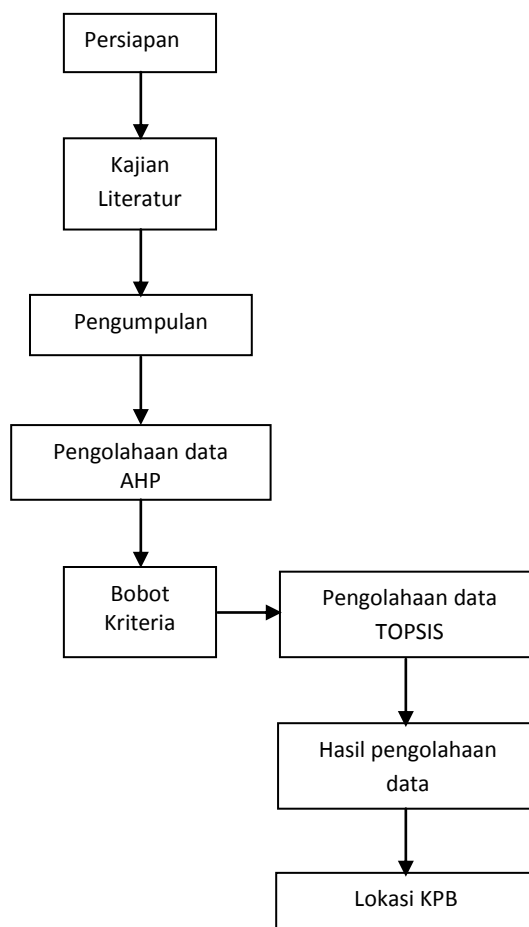 Persiapan
Kajian
Literatur
Pengumpulan
Pengolahaan data
AHP
Bobot
Kriteria
Pengolahaan data
TOPSIS
Hasil pengolahaan
data
Lokasi KPB